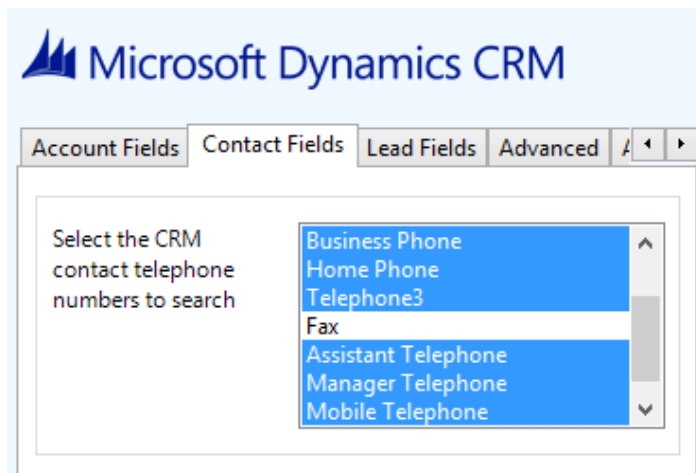 Microsoft Dynamics CRM
Account Fields Contact Fields Lead Fields Advanced
Select the CRM
contact telephone
numbers to search
Business Phone
Home Phone
Telephone3
Fax
Assistant Telephone
Manager Telephone
Mobile Telephone